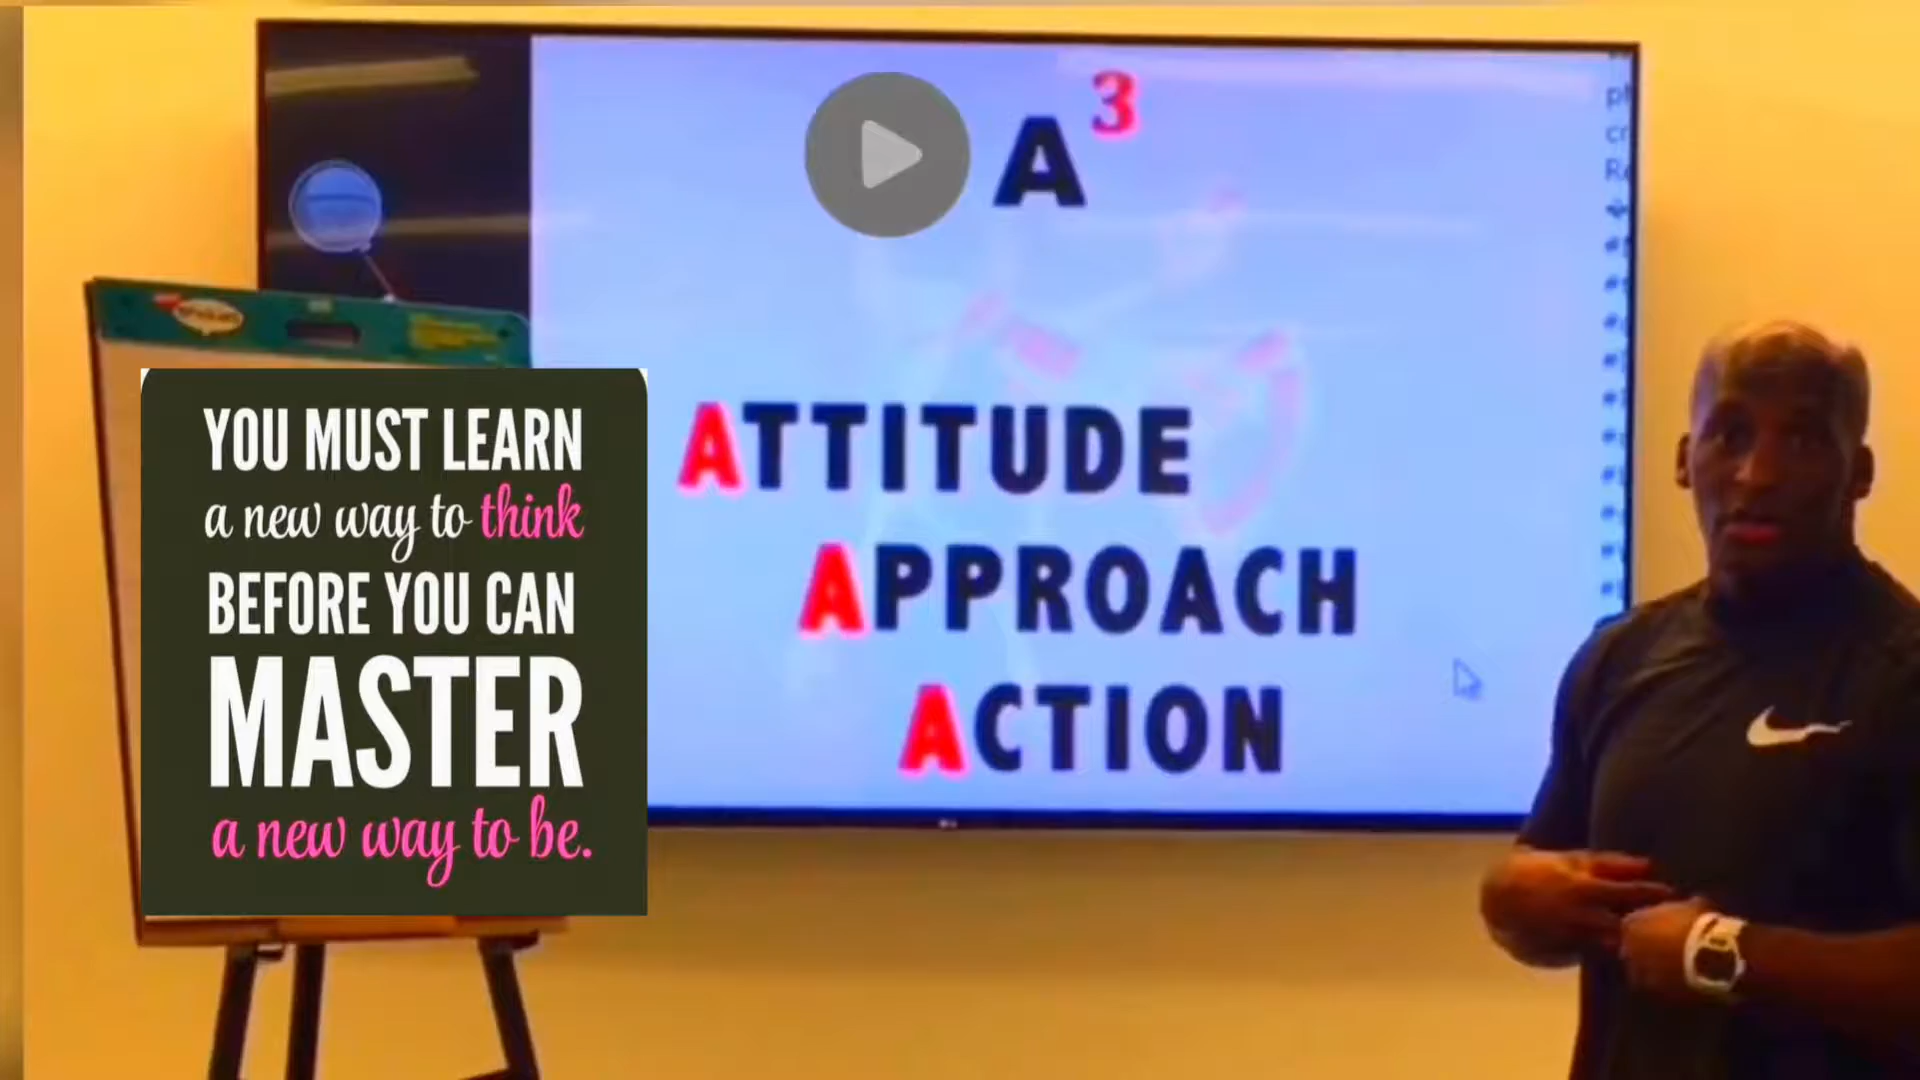 A³
ATTITUDE
APPROACH
ACTION
YOU MUST LEARN
a new way to think
BEFORE YOU CAN
MASTER
a new way to be.